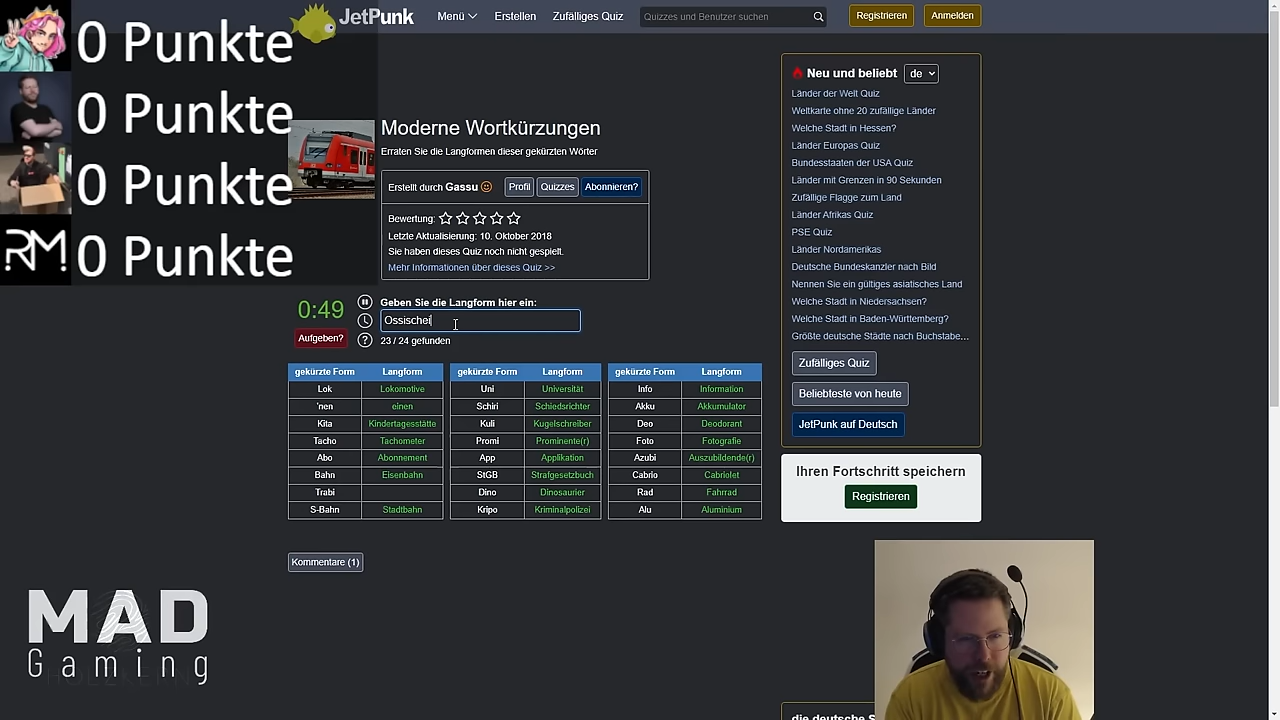 0 Punkte
0 Punkte
0 Punkte
RM 0 Punkte
JetPunk
Menü Erstellen Zufälliges Quiz
Quizzes und Benutzer suchen
Registrieren Anmelden
Moderne Wortkürzungen
Erraten Sie die Langformen dieser gekürzten Wörter
Erstellt durch Gassu Profil Quizzes Abonnieren?
Bewertung:
Letzte Aktualisierung: 10. Oktober 2018
Sie haben dieses Quiz noch nicht gespielt.
Mehr Informationen über dieses Quiz >>
0:49
Aufgeben?
Geben Sie die Langform hier ein:
Ossischei
23 / 24 gefunden
gekürzte Form Langform gekürzte Form Langform gekürzte Form Langform
Lok Lokomotive Uni Universität Info Information
'nen einen Schiri Schiedsrichter Akku Akkumulator
Kita Kindertagesstätte Kuli Kugelschreiber Deo Deodorant
Tacho Tachometer Promi Prominente(r) Foto Fotografie
Abo Abonnement App Applikation Azubi Auszubildende(r)
Bahn Eisenbahn StGB Strafgesetzbuch Cabrio Cabriolet
Trabi Dino Dinosaurier Rad Fahrrad
S-Bahn Stadtbahn Kripo Kriminalpolizei Alu Aluminium
Kommentare (1)
Neu und beliebt de
Länder der Welt Quiz
Weltkarte ohne 20 zufällige Länder
Welche Stadt in Hessen?
Länder Europas Quiz
Bundesstaaten der USA Quiz
Länder mit Grenzen in 90 Sekunden
Zufällige Flagge zum Land
Länder Afrikas Quiz
PSE Quiz
Länder Nordamerikas
Deutsche Bundeskanzler nach Bild
Nennen Sie ein gültiges asiatisches Land
Welche Stadt in Niedersachsen?
Welche Stadt in Baden-Württemberg?
Größte deutsche Städte nach Buchstabe...
Zufälliges Quiz
Beliebteste von heute
JetPunk auf Deutsch
Ihren Fortschritt speichern
Registrieren
die deutsche S
MAD
Gaming